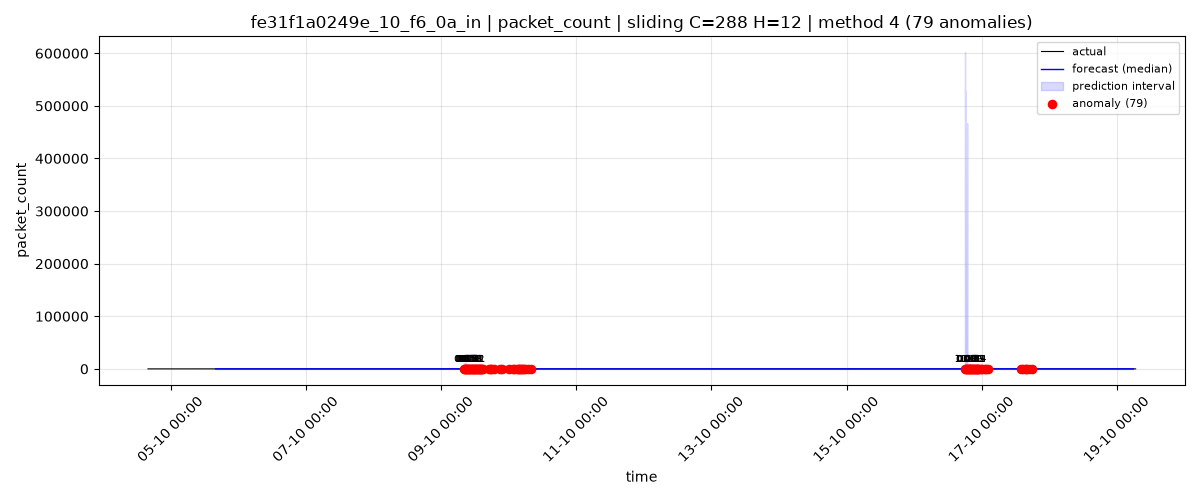 fe31f1a0249e_10_f6_0a_in | packet_count | sliding C=288 H=12 | method 4 (79 anomalies)
actual
forecast (median)
prediction interval
anomaly (79)
packet_count
600000
500000
400000
300000
200000
100000
0
05-10 00:00
07-10 00:00
09-10 00:00
11-10 00:00
13-10 00:00
15-10 00:00
17-10 00:00
19-10 00:00
time